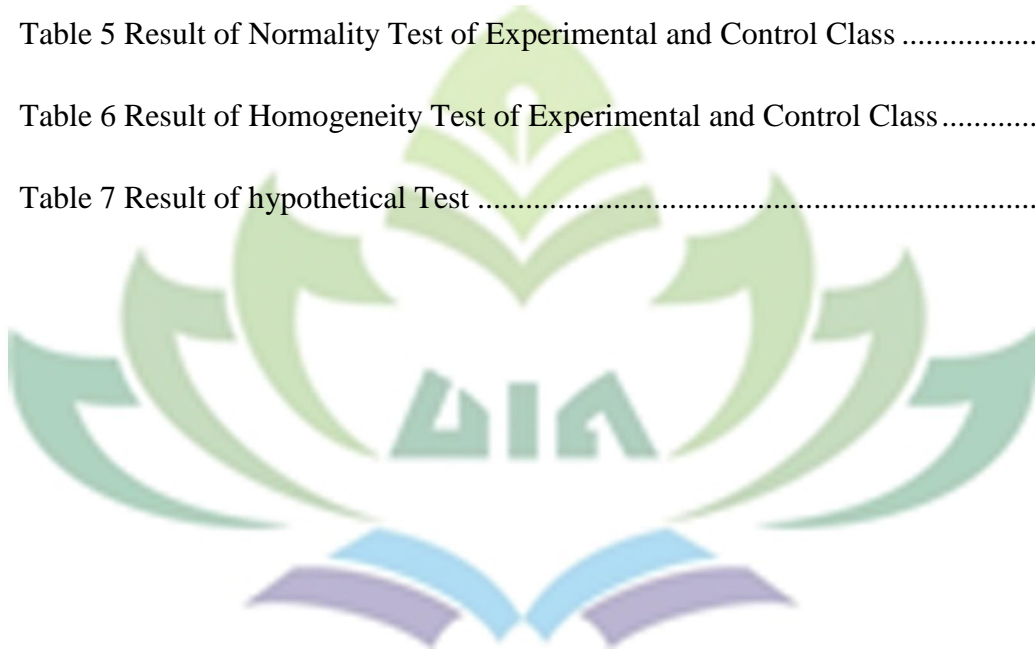 Table 5 Result of Normality Test of Experimental and Control Class .................
Table 6 Result of Homogeneity Test of Experimental and Control Class............
Table 7 Result of hypothetical Test ......................................................................